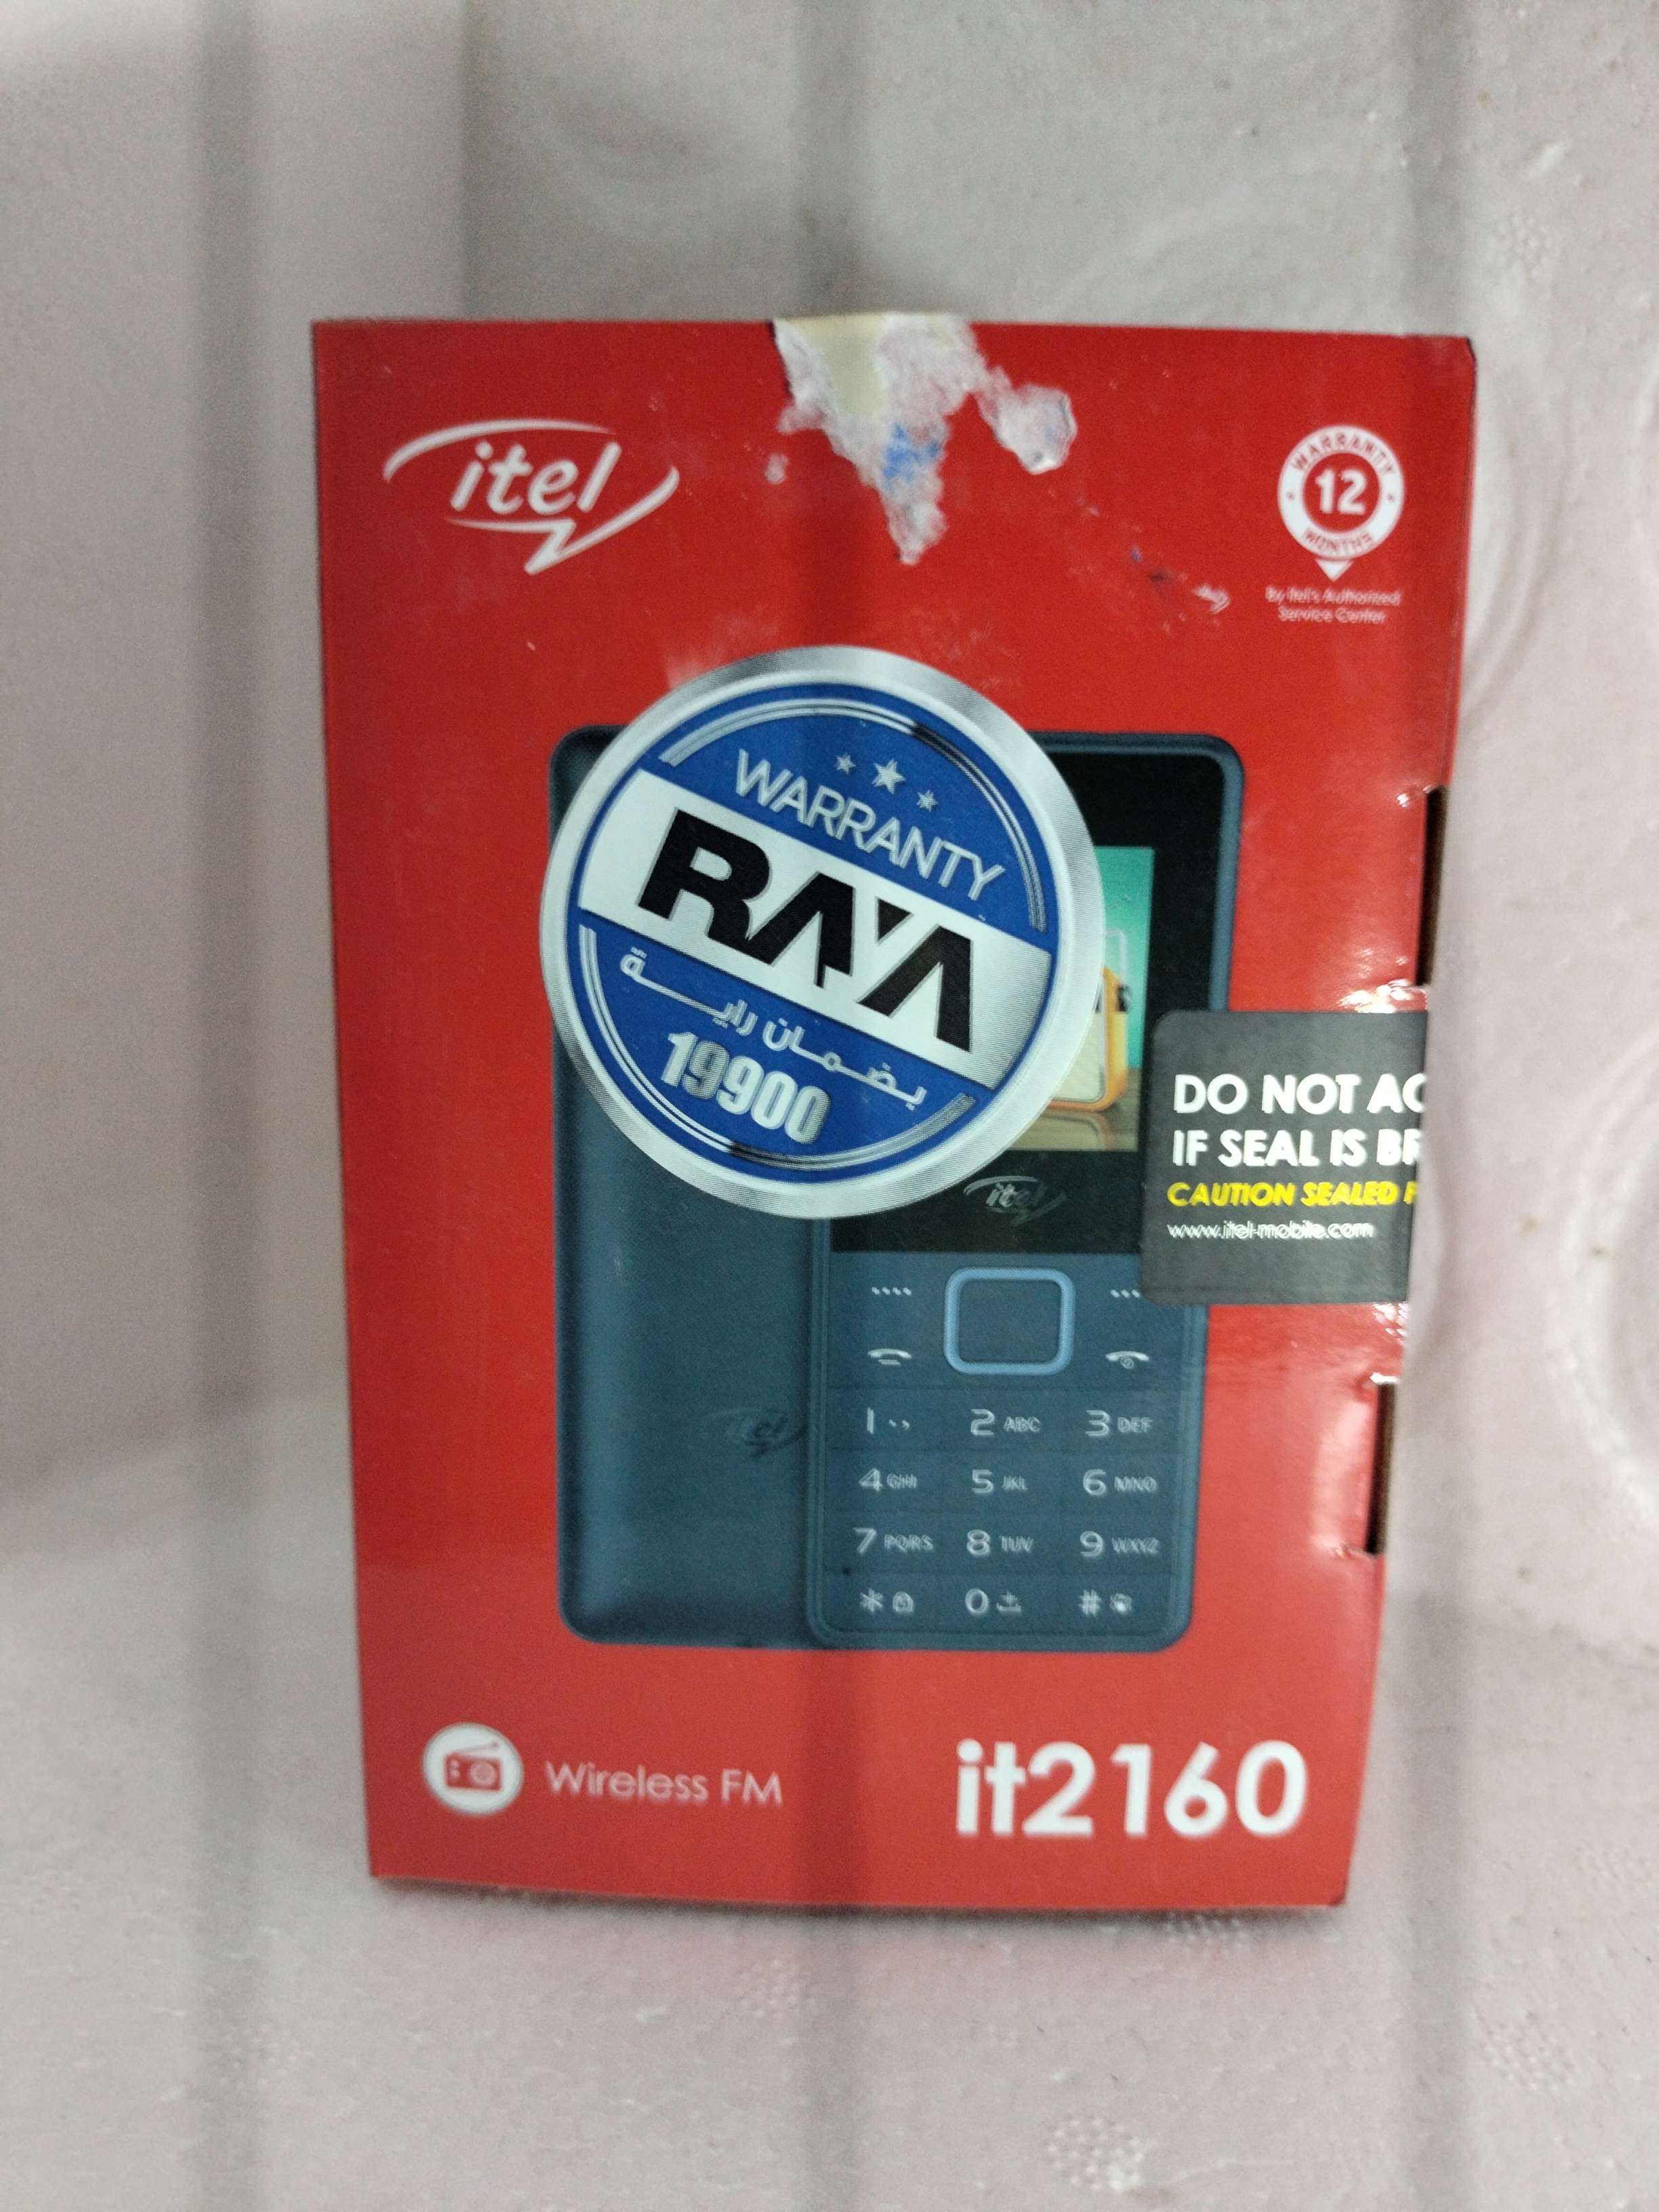 itel
WARRANTY
12
MONTHS
By itel's Authorized
Service Center
WARRANTY
RAYA
بضمان رايـــة
19900
DO NOT AC
IF SEAL IS BR
CAUTION SEALED
www.itel-mobile.com
itel
itel
1
2 ABC
3 DEF
4 GHI
5 JKL
6 MNO
7 PQRS
8 TUV
9 WXYZ
*
0
#
Wireless FM
it2160